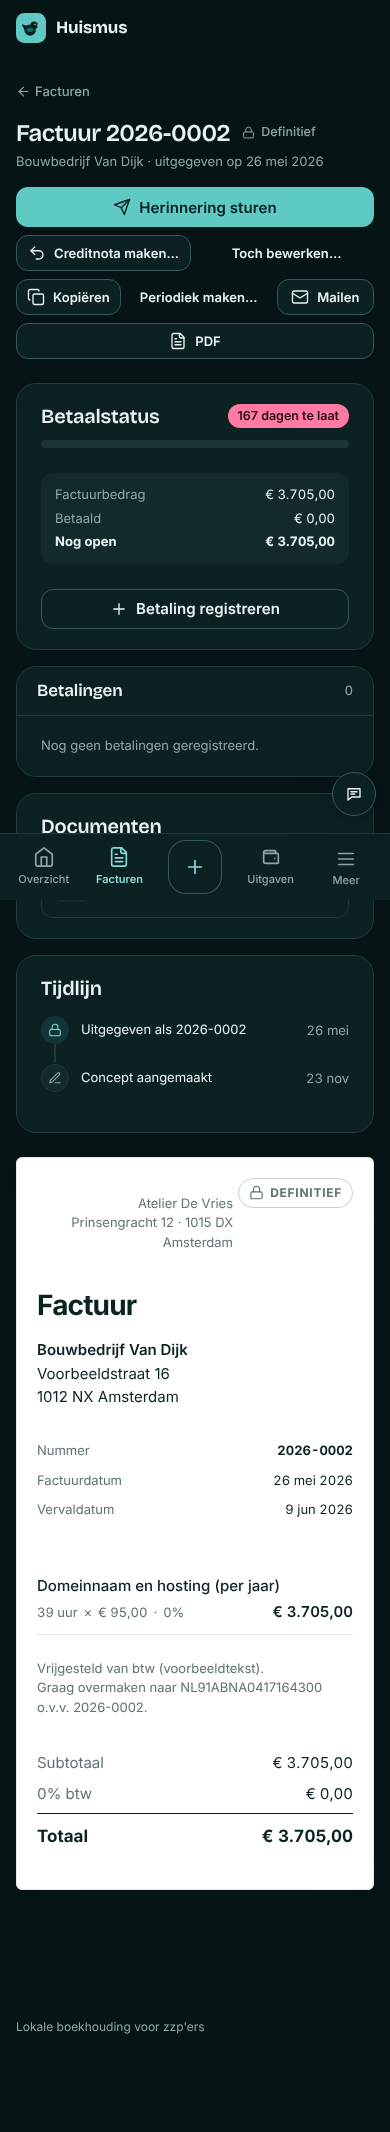 Huismus
← Facturen
Factuur 2026-0002 Definitief
Bouwbedrijf Van Dijk · uitgegeven op 26 mei 2026
Herinnering sturen
Creditnota maken... Toch bewerken...
Kopiëren Periodiek maken... Mailen
PDF
Betaalstatus 167 dagen te laat
Factuurbedrag € 3.705,00
Betaald € 0,00
Nog open € 3.705,00
+ Betaling registreren
Betalingen 0
Nog geen betalingen geregistreerd.
Documenten
Overzicht Facturen + Uitgaven Meer
Tijdlijn
Uitgegeven als 2026-0002 26 mei
Concept aangemaakt 23 nov
DEFINITIEF
Atelier De Vries
Prinsengracht 12 · 1015 DX
Amsterdam
Factuur
Bouwbedrijf Van Dijk
Voorbeeldstraat 16
1012 NX Amsterdam
Nummer 2026-0002
Factuurdatum 26 mei 2026
Vervaldatum 9 jun 2026
Domeinnaam en hosting (per jaar)
39 uur × € 95,00 · 0% € 3.705,00
Vrijgesteld van btw (voorbeeldtekst).
Graag overmaken naar NL91ABNA0417164300
o.v.v. 2026-0002.
Subtotaal € 3.705,00
0% btw € 0,00
Totaal € 3.705,00
Lokale boekhouding voor zzp'ers